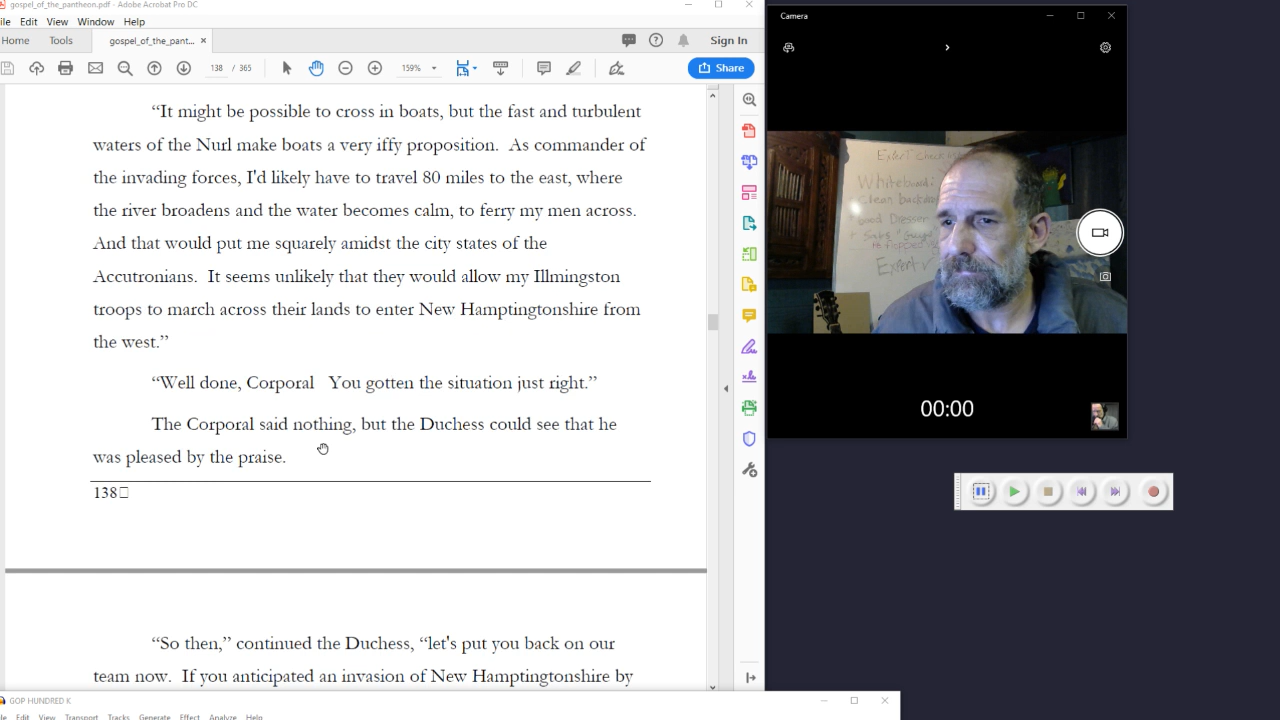 gospel_of_the_pantheon.pdf - Adobe Acrobat Pro DC
Edit View Window Help
Home Tools gospel_of_the_pant... × Sign In
138 / 365 159% Share
“It might be possible to cross in boats, but the fast and turbulent
waters of the Nurl make boats a very iffy proposition. As commander of
the invading forces, I'd likely have to travel 80 miles to the east, where
the river broadens and the water becomes calm, to ferry my men across.
And that would put me squarely amidst the city states of the
Accutronians. It seems unlikely that they would allow my Illmingston
troops to march across their lands to enter New Hamptingtonshire from
the west.”
“Well done, Corporal You gotten the situation just right.”
The Corporal said nothing, but the Duchess could see that he
was pleased by the praise.
138
“So then,” continued the Duchess, “let's put you back on our
team now. If you anticipated an invasion of New Hamptingtonshire by
GOP HUNDRED K
Edit View Transport Tracks Generate Effect Analyze Help
Camera
Expert
Whiteboard:
Clean backdrop
Good Dresser
Expert
00:00